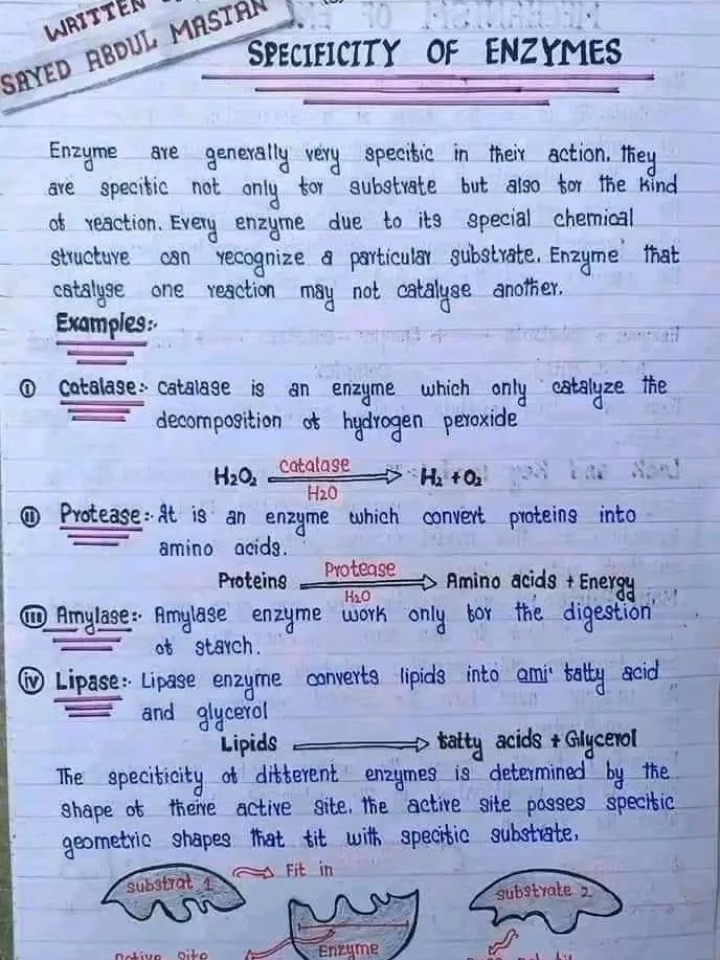 WRITTEN
SAYED ABDUL MASTAN
SPECIFICITY OF ENZYMES
Enzyme are generally very specific in their action. they
are specific not only for substrate but also for the kind
of reaction. Every enzyme due to its special chemical
structure can recognize a particular substrate. Enzyme that
catalyse one reaction may not catalyse another.
Examples:-
(i) Catalase:- Catalase is an enzyme which only catalyze the
decomposition of hydrogen peroxide
H2O2 catalase H2O H2 + O2
(ii) Protease:- It is an enzyme which convert proteins into
amino acids.
Proteins Protease H2O Amino acids + Energy
(iii) Amylase:- Amylase enzyme work only for the digestion
of starch.
(iv) Lipase:- Lipase enzyme converts lipids into ami fatty acid
and glycerol
Lipids fatty acids + Glycerol
The specificity of different enzymes is determined by the
shape of theire active site. the active site posses specific
geometric shapes that fit with specific substrate.
substrat 1 Fit in substrate 2
Active site Enzyme